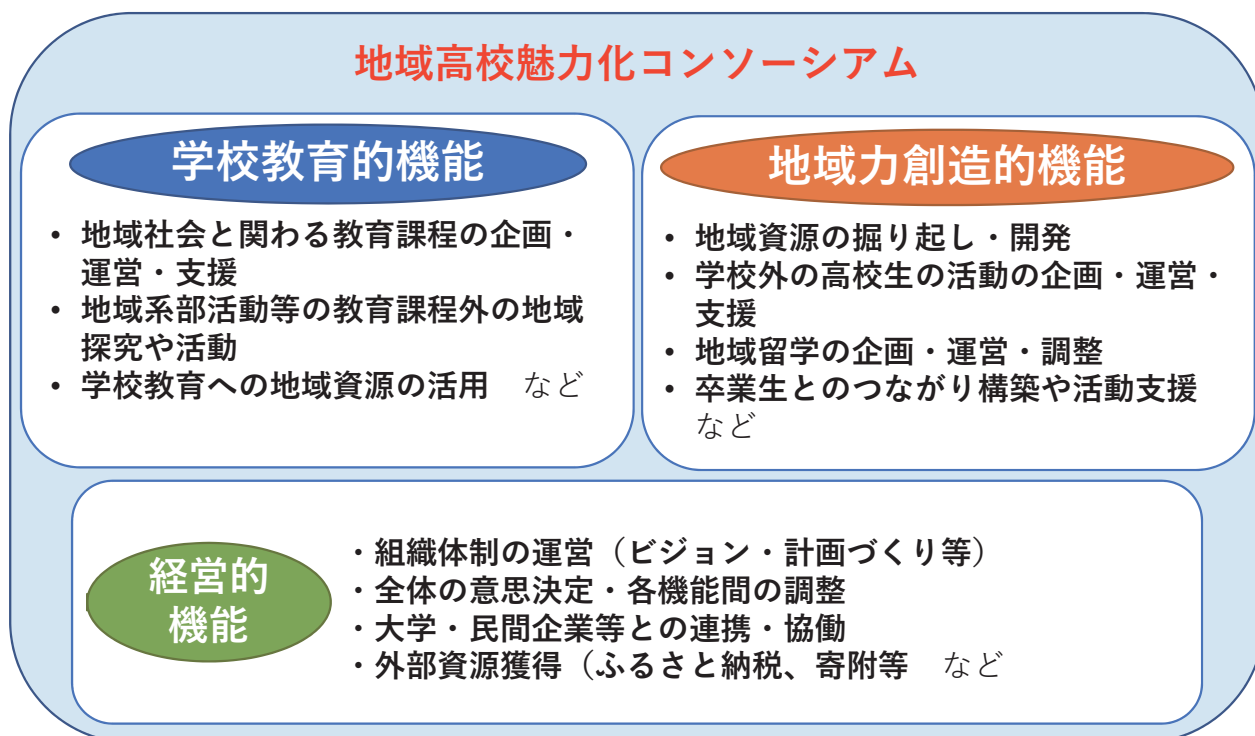 地域高校魅力化コンソーシアム
学校教育的機能
• 地域社会と関わる教育課程の企画・
運営・支援
• 地域系部活動等の教育課程外の地域
探究や活動
• 学校教育への地域資源の活用　など
地域力創造的機能
• 地域資源の掘り起し・開発
• 学校外の高校生の活動の企画・運営・
支援
• 地域留学の企画・運営・調整
• 卒業生とのつながり構築や活動支援
など
経営的
機能
・組織体制の運営（ビジョン・計画づくり等）
・全体の意思決定・各機能間の調整
・大学・民間企業等との連携・協働
・外部資源獲得（ふるさと納税、寄附等　など